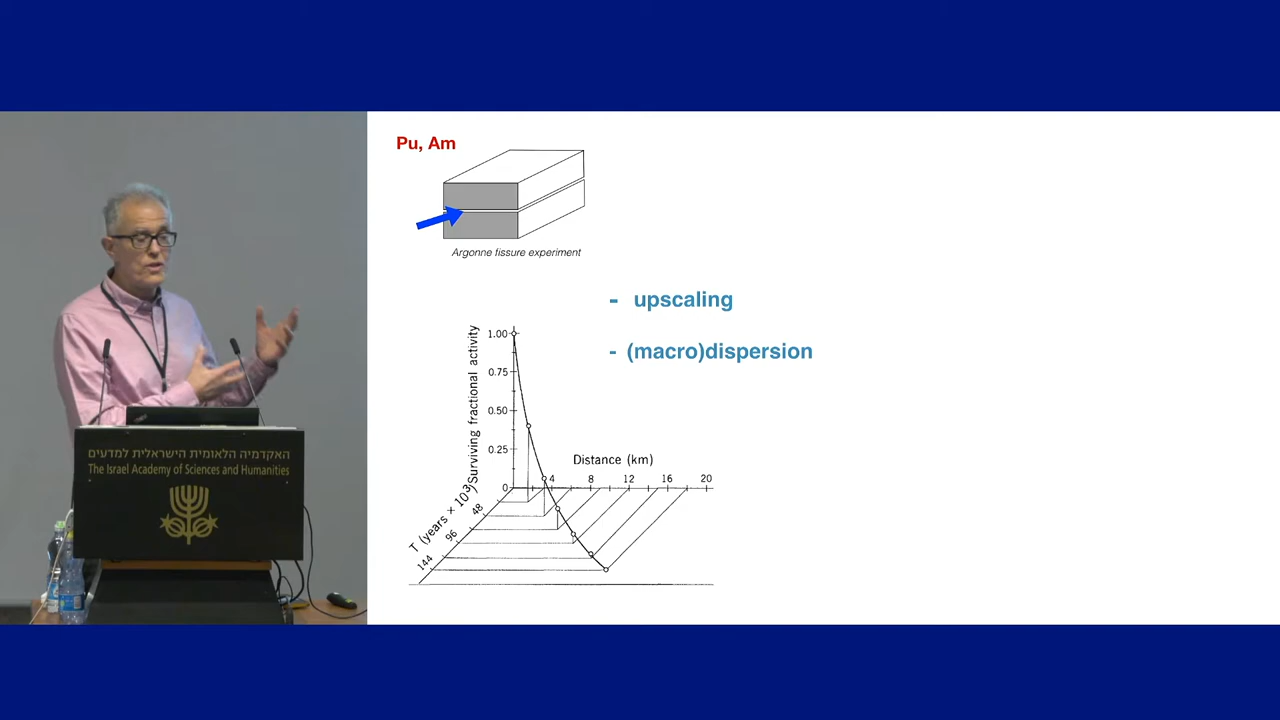 Pu, Am
Argonne fissure experiment
- upscaling
- (macro)dispersion
Surviving fractional activity
1.00
0.75
0.50
0.25
0
Distance (km)
4 8 12 16 20
T (years × 10³)
48
96
144
האקדמיה הלאומית הישראלית למדעים
The Israel Academy of Sciences and Humanities